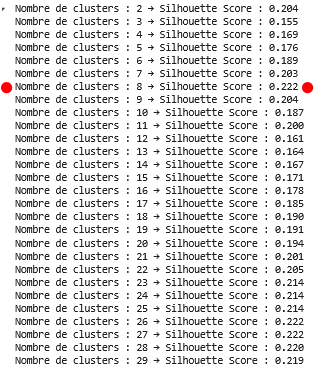 Nombre de clusters : 2 → Silhouette Score : 0.204
Nombre de clusters : 3 → Silhouette Score : 0.155
Nombre de clusters : 4 → Silhouette Score : 0.169
Nombre de clusters : 5 → Silhouette Score : 0.176
Nombre de clusters : 6 → Silhouette Score : 0.189
Nombre de clusters : 7 → Silhouette Score : 0.203
Nombre de clusters : 8 → Silhouette Score : 0.222
Nombre de clusters : 9 → Silhouette Score : 0.204
Nombre de clusters : 10 → Silhouette Score : 0.187
Nombre de clusters : 11 → Silhouette Score : 0.200
Nombre de clusters : 12 → Silhouette Score : 0.161
Nombre de clusters : 13 → Silhouette Score : 0.164
Nombre de clusters : 14 → Silhouette Score : 0.167
Nombre de clusters : 15 → Silhouette Score : 0.171
Nombre de clusters : 16 → Silhouette Score : 0.178
Nombre de clusters : 17 → Silhouette Score : 0.185
Nombre de clusters : 18 → Silhouette Score : 0.190
Nombre de clusters : 19 → Silhouette Score : 0.191
Nombre de clusters : 20 → Silhouette Score : 0.194
Nombre de clusters : 21 → Silhouette Score : 0.201
Nombre de clusters : 22 → Silhouette Score : 0.205
Nombre de clusters : 23 → Silhouette Score : 0.214
Nombre de clusters : 24 → Silhouette Score : 0.214
Nombre de clusters : 25 → Silhouette Score : 0.214
Nombre de clusters : 26 → Silhouette Score : 0.222
Nombre de clusters : 27 → Silhouette Score : 0.222
Nombre de clusters : 28 → Silhouette Score : 0.220
Nombre de clusters : 29 → Silhouette Score : 0.219